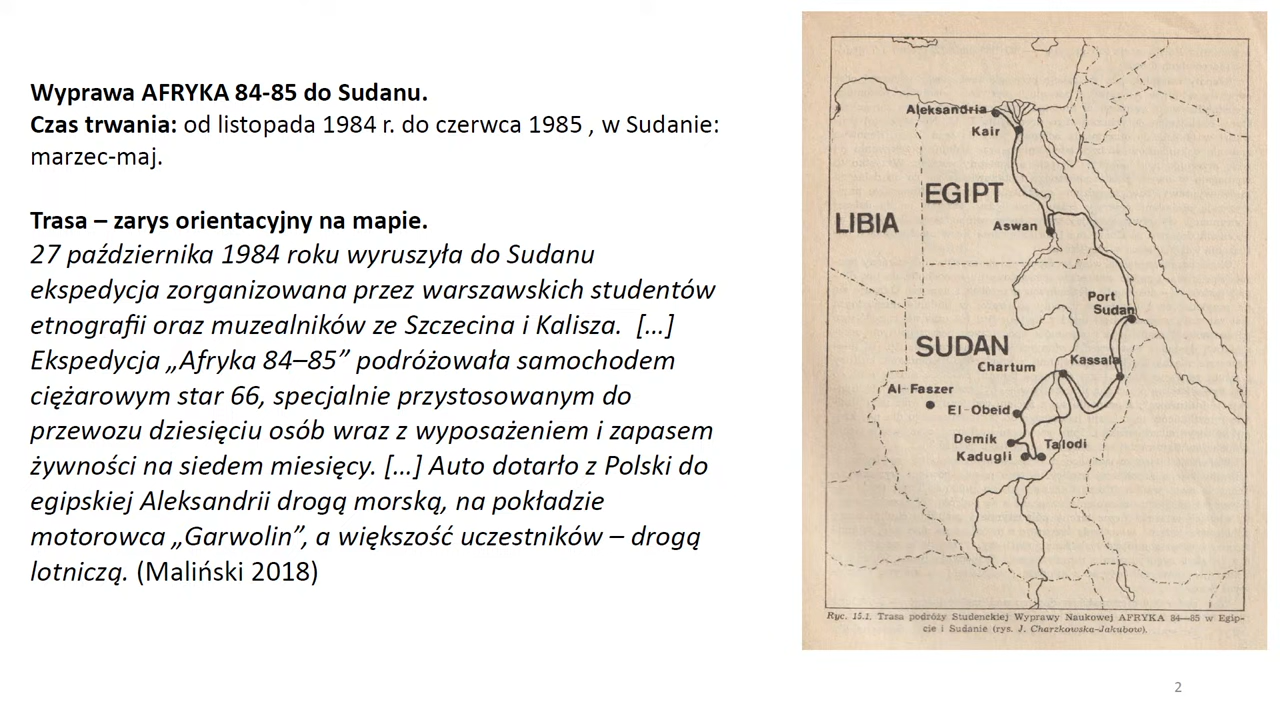 Wyprawa AFRYKA 84-85 do Sudanu.
Czas trwania: od listopada 1984 r. do czerwca 1985 , w Sudanie:
marzec-maj.
Trasa – zarys orientacyjny na mapie.
27 października 1984 roku wyruszyła do Sudanu
ekspedycja zorganizowana przez warszawskich studentów
etnografii oraz muzealników ze Szczecina i Kalisza. [...]
Ekspedycja „Afryka 84–85” podróżowała samochodem
ciężarowym star 66, specjalnie przystosowanym do
przewozu dziesięciu osób wraz z wyposażeniem i zapasem
żywności na siedem miesięcy. [...] Auto dotarło z Polski do
egipskiej Aleksandrii drogą morską, na pokładzie
motorowca „Garwolin”, a większość uczestników – drogą
lotniczą. (Maliński 2018)
Aleksandria
Kair
EGIPT
LIBIA
Aswan
Port
Sudan
SUDAN
Kassala
Chartum
Al-Faszer
El-Obeid
Demik
Talodi
Kadugli
Ryc. 15.1. Trasa podróży Studenckiej Wyprawy Naukowej AFRYKA 84—85 w Egip-
cie i Sudanie (rys. J. Charzkowska-Jakubow).
2